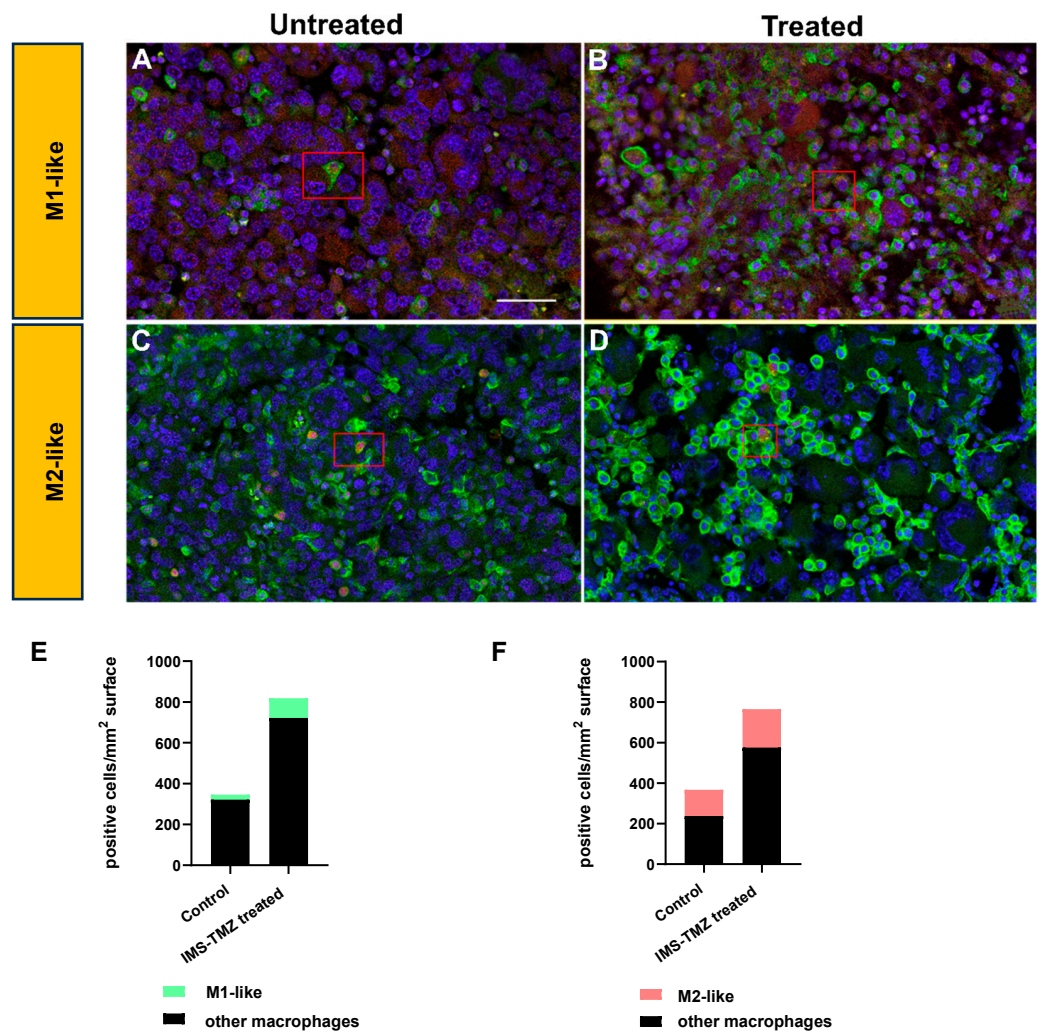 Untreated
Treated
M1-like
A
B
M2-like
C
D
E
F
positive cells/mm² surface
1000
800
600
400
200
0
Control
IMS-TMZ treated
M1-like
other macrophages
positive cells/mm² surface
1000
800
600
400
200
0
Control
IMS-TMZ treated
M2-like
other macrophages